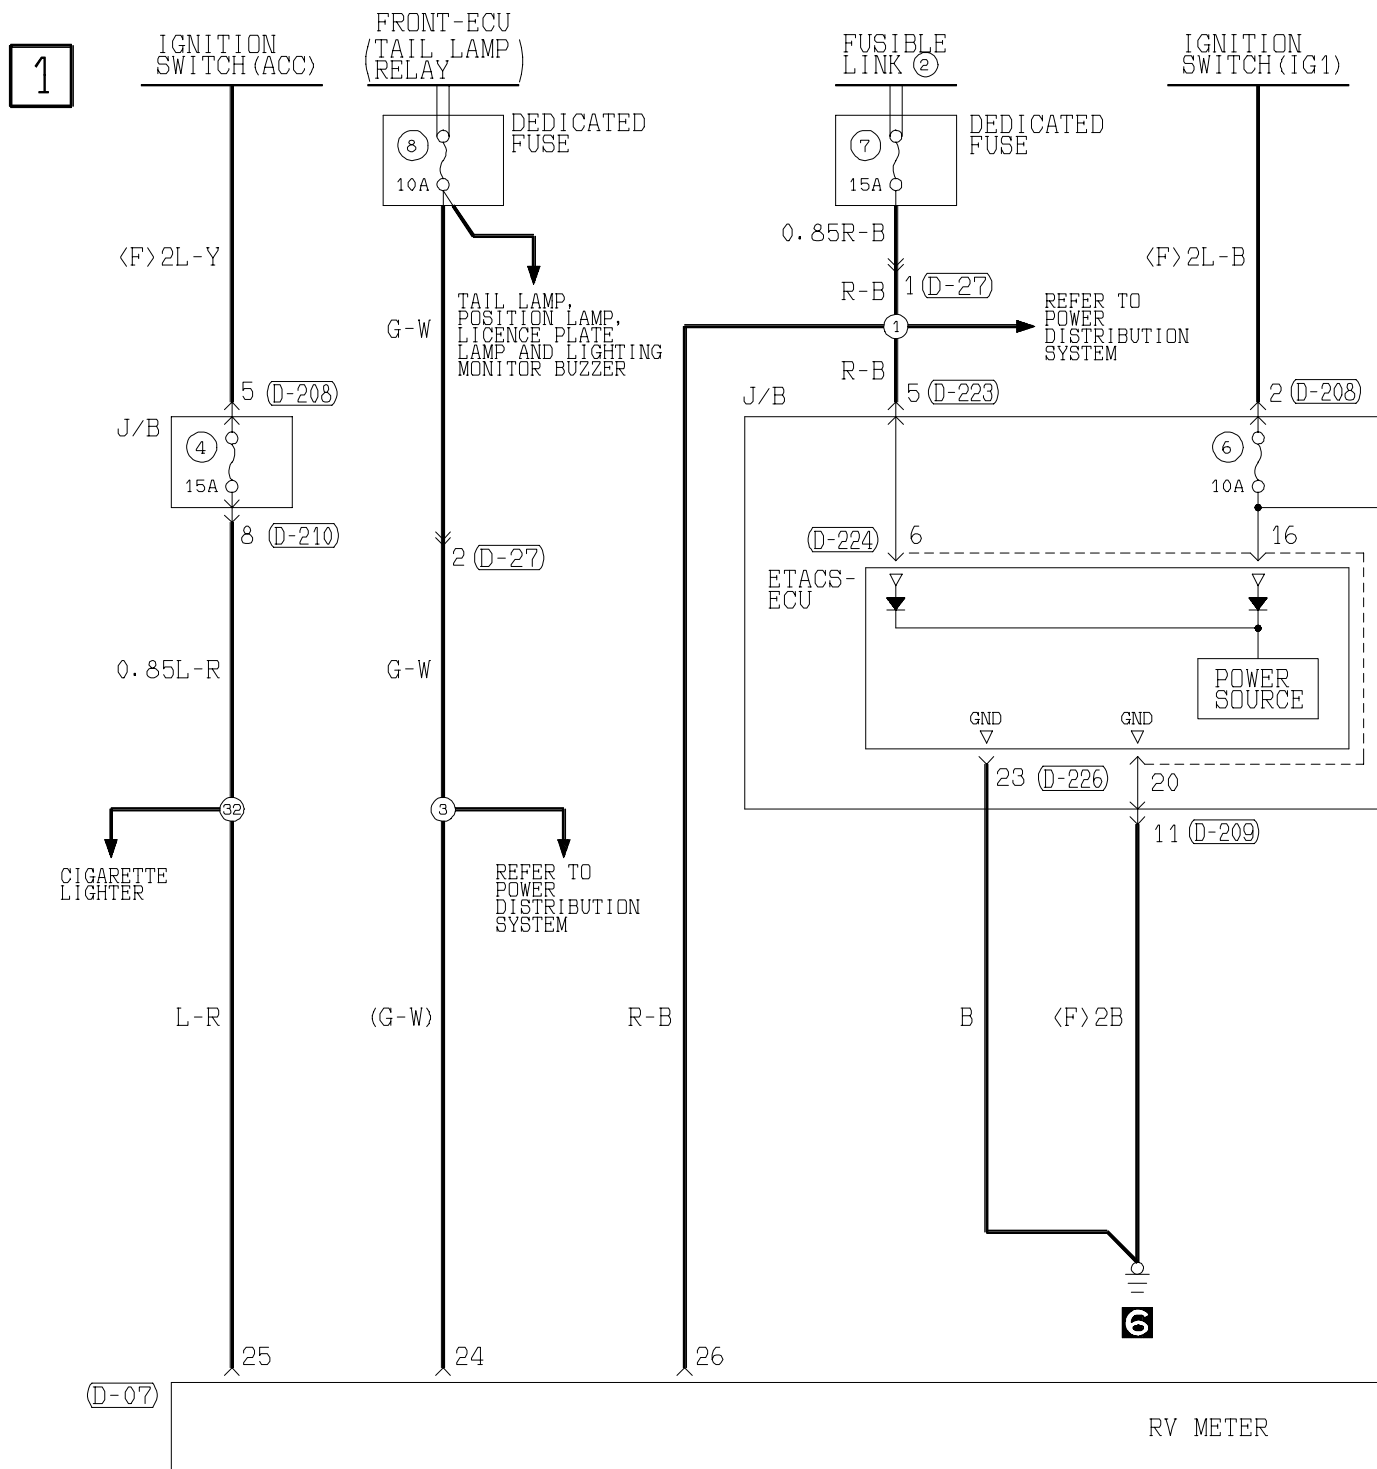 1
IGNITION
SWITCH(ACC)
FRONT-ECU
(TAIL LAMP
RELAY)
FUSIBLE
LINK ②
IGNITION
SWITCH(IG1)
8
10A
DEDICATED
FUSE
7
15A
DEDICATED
FUSE
0.85R-B
<F>2L-Y
<F>2L-B
R-B
1 (D-27)
TAIL LAMP,
POSITION LAMP,
LICENCE PLATE
LAMP AND LIGHTING
MONITOR BUZZER
G-W
1
REFER TO
POWER
DISTRIBUTION
SYSTEM
R-B
5 (D-208)
J/B
5 (D-223)
2 (D-208)
J/B
4
15A
6
10A
8 (D-210)
2 (D-27)
(D-224)
6
16
ETACS-
ECU
0.85L-R
G-W
POWER
SOURCE
GND
GND
23 (D-226)
20
32
3
11 (D-209)
CIGARETTE
LIGHTER
REFER TO
POWER
DISTRIBUTION
SYSTEM
L-R
(G-W)
R-B
B
<F>2B
6
25
24
26
(D-07)
RV METER